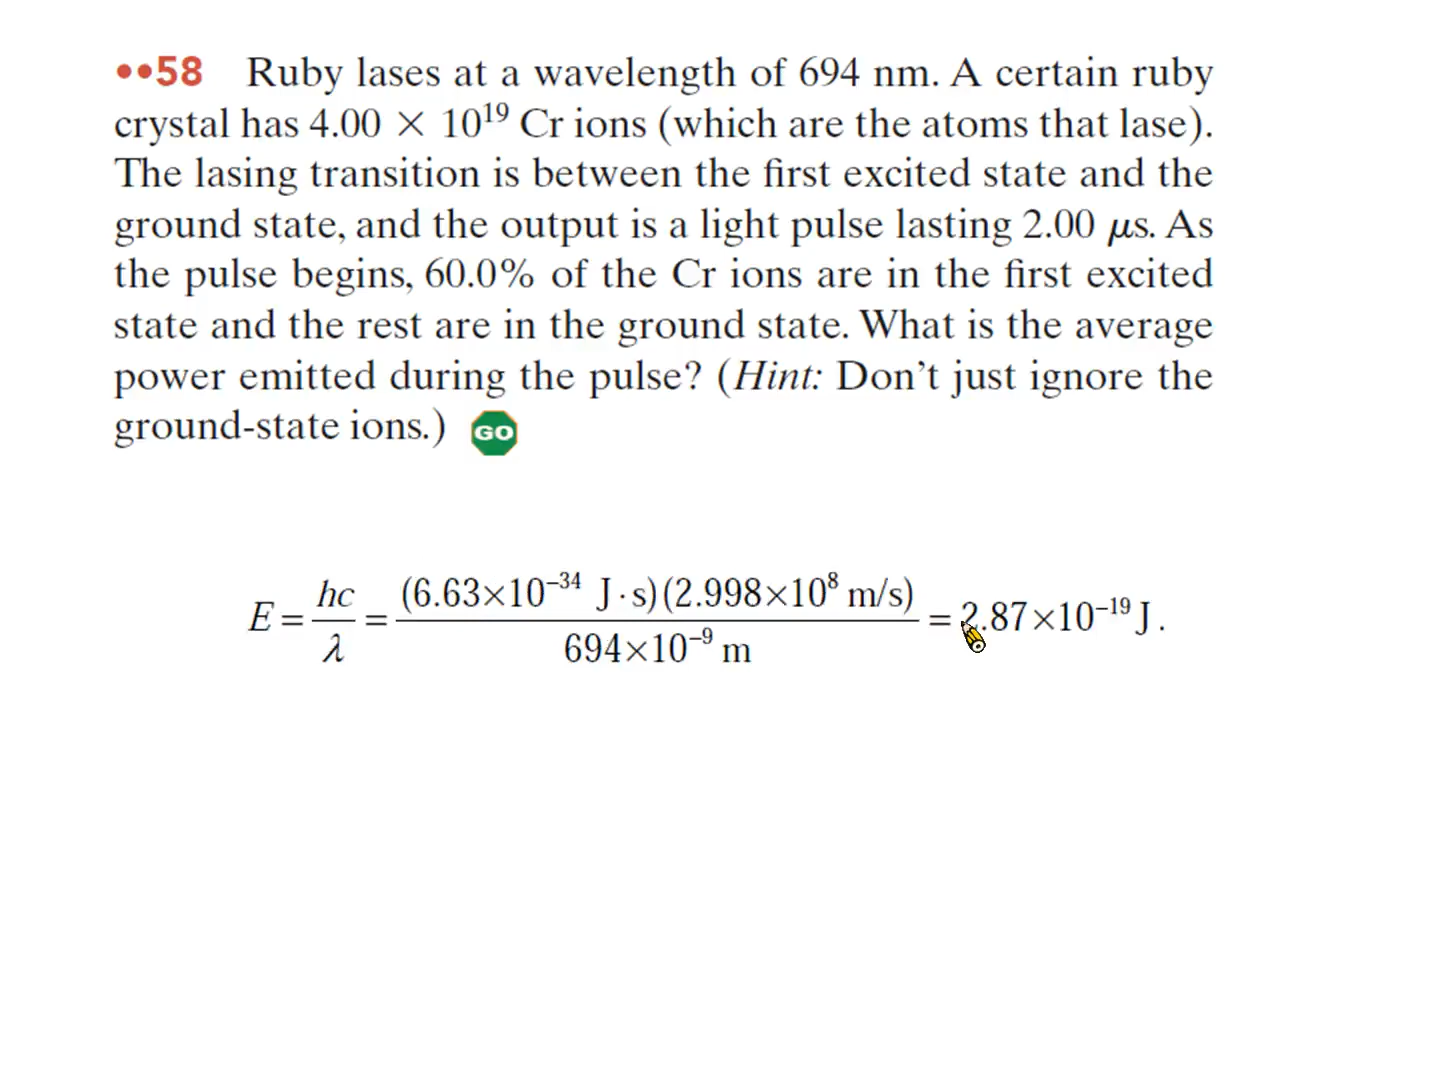 ••58 Ruby lases at a wavelength of 694 nm. A certain ruby
crystal has 4.00 × 10¹⁹ Cr ions (which are the atoms that lase).
The lasing transition is between the first excited state and the
ground state, and the output is a light pulse lasting 2.00 μs. As
the pulse begins, 60.0% of the Cr ions are in the first excited
state and the rest are in the ground state. What is the average
power emitted during the pulse? (Hint: Don't just ignore the
ground-state ions.) GO
E = hc/λ = (6.63×10⁻³⁴ J·s)(2.998×10⁸ m/s)/694×10⁻⁹ m = 2.87×10⁻¹⁹ J.